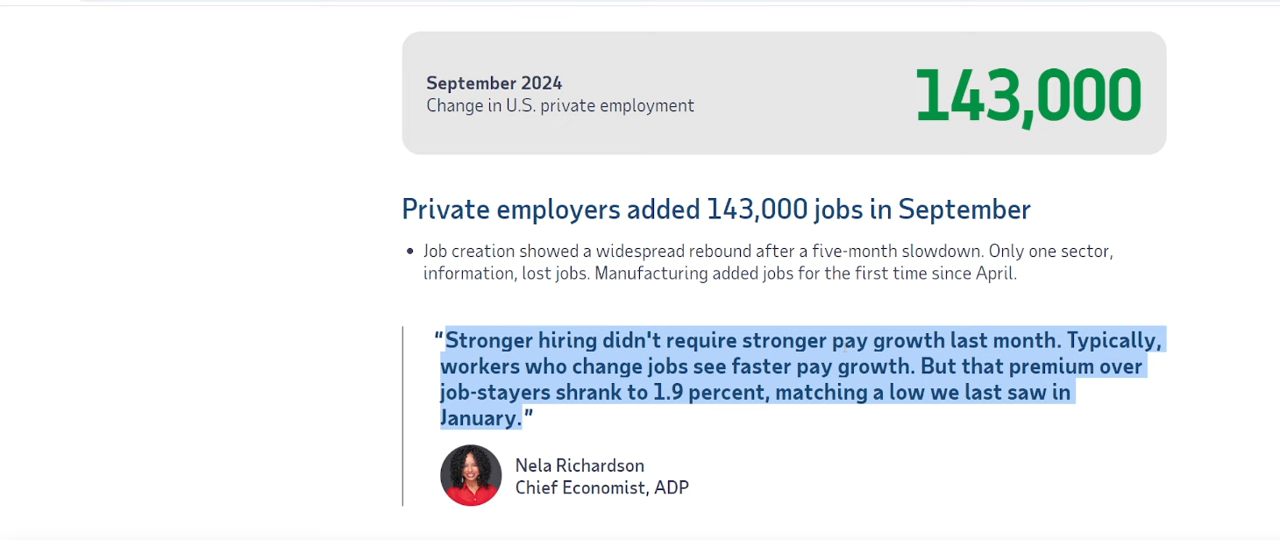 September 2024
Change in U.S. private employment
143,000
Private employers added 143,000 jobs in September
• Job creation showed a widespread rebound after a five-month slowdown. Only one sector,
information, lost jobs. Manufacturing added jobs for the first time since April.
“Stronger hiring didn't require stronger pay growth last month. Typically,
workers who change jobs see faster pay growth. But that premium over
job-stayers shrank to 1.9 percent, matching a low we last saw in
January.”
Nela Richardson
Chief Economist, ADP